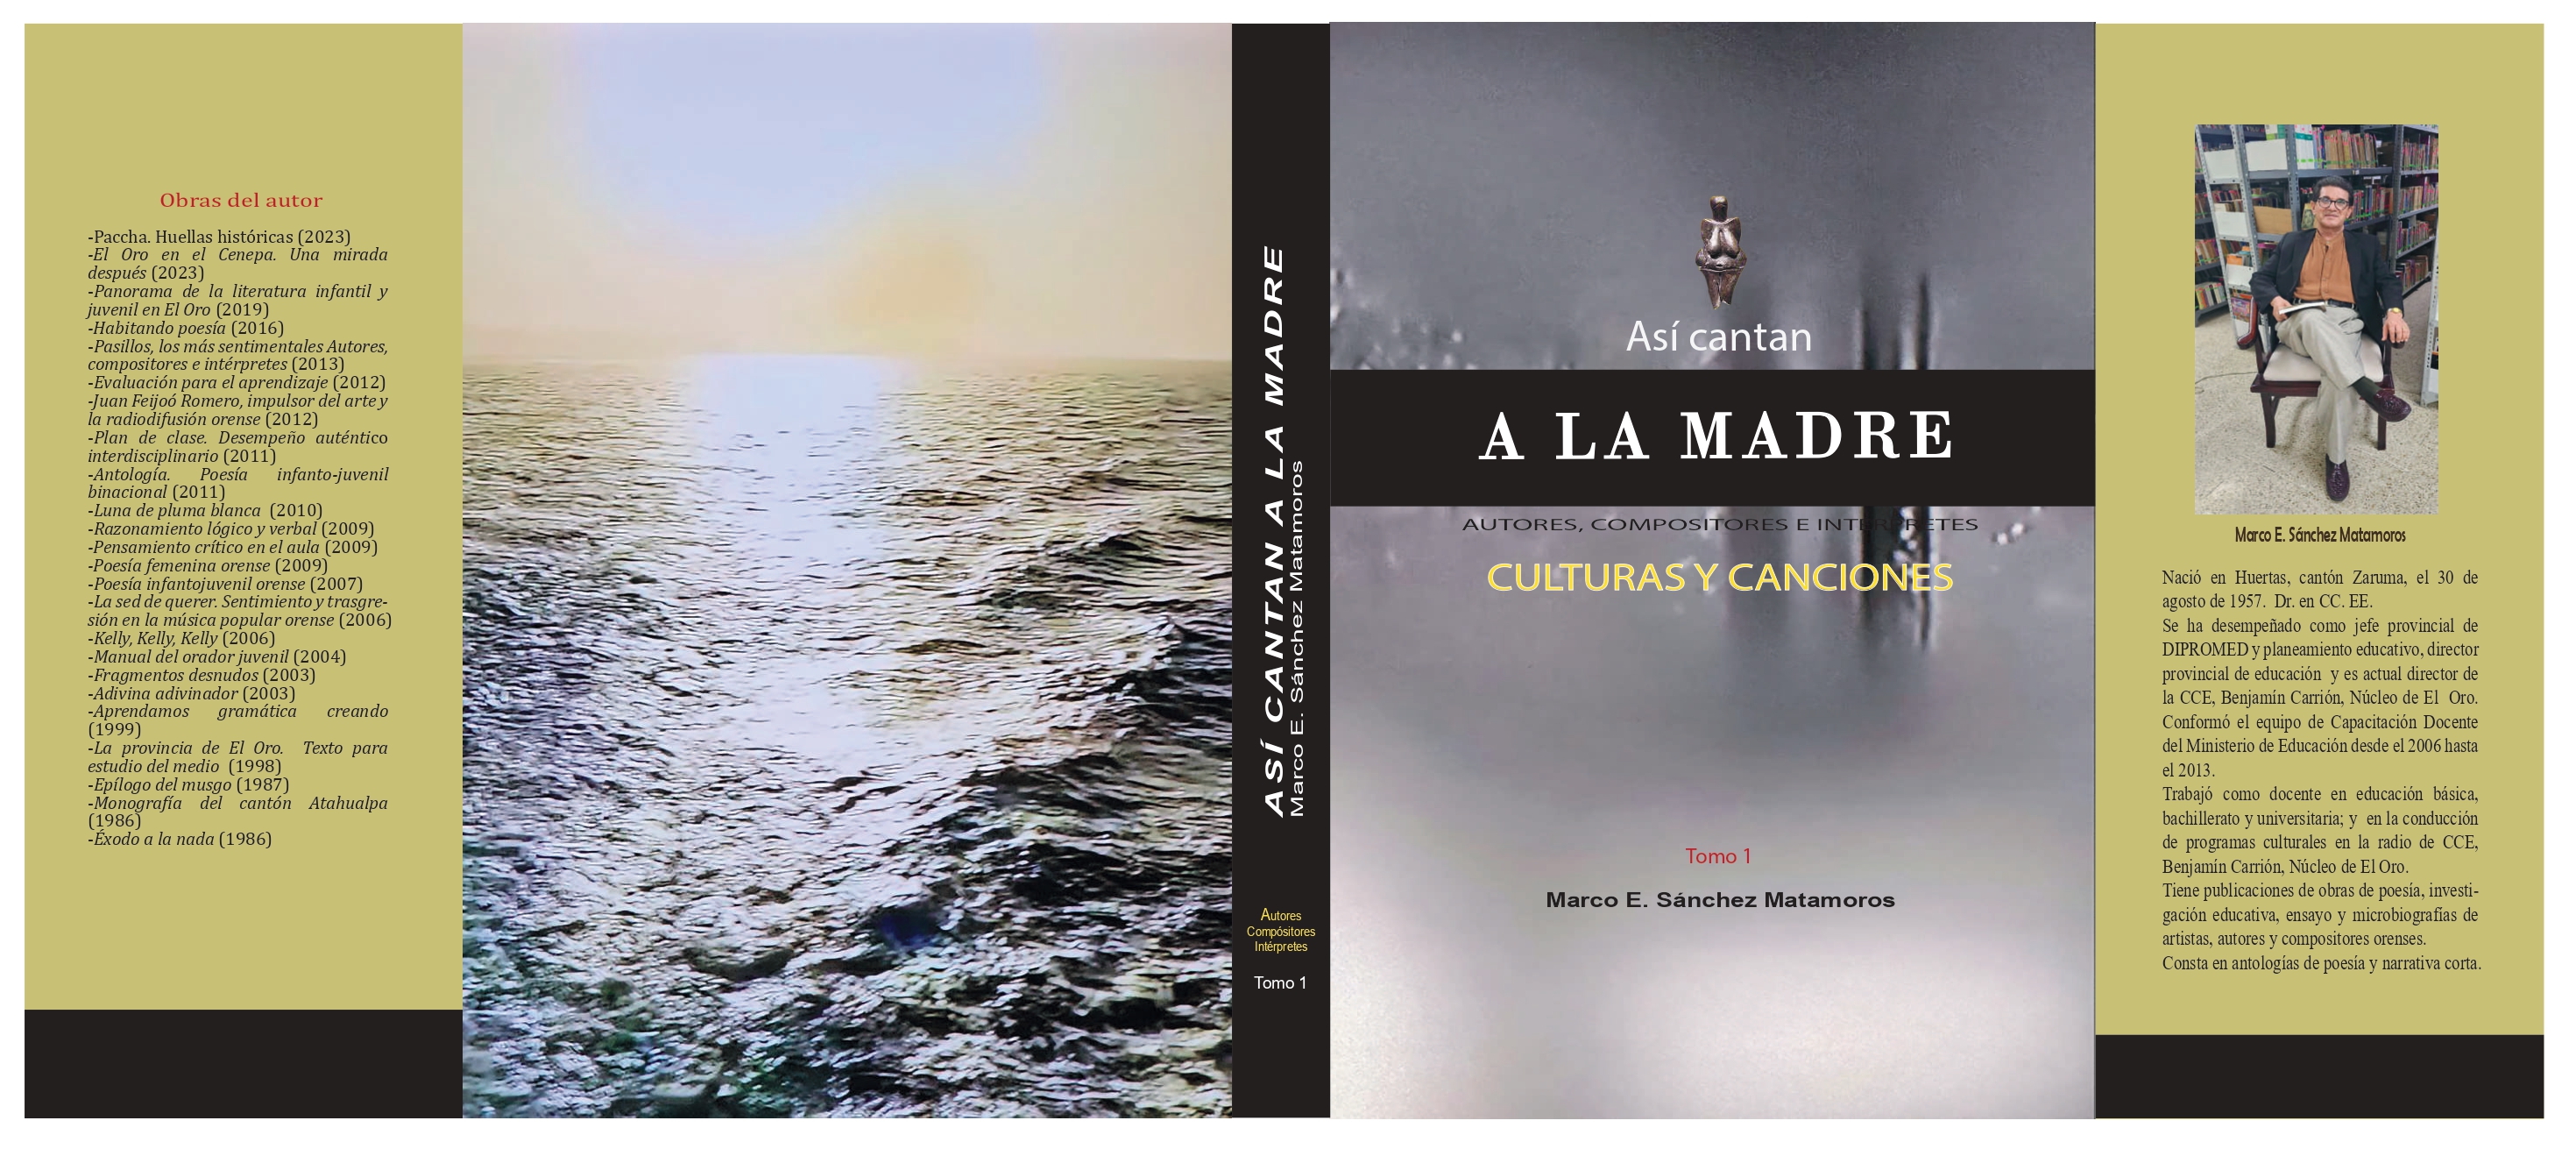 Obras del autor
-Paccha. Huellas históricas (2023)
-El Oro en el Cenepa. Una mirada
después (2023)
-Panorama de la literatura infantil y
juvenil en El Oro (2019)
-Habitando poesía (2016)
-Pasillos, los más sentimentales Autores,
compositores e intérpretes (2013)
-Evaluación para el aprendizaje (2012)
-Juan Feijoó Romero, impulsor del arte y
la radiodifusión orense (2012)
-Plan de clase. Desempeño auténtico
interdisciplinario (2011)
-Antología. Poesía infanto-juvenil
binacional (2011)
-Luna de pluma blanca (2010)
-Razonamiento lógico y verbal (2009)
-Pensamiento crítico en el aula (2009)
-Poesía femenina orense (2009)
-Poesía infantojuvenil orense (2007)
-La sed de querer. Sentimiento y trasgre-
sión en la música popular orense (2006)
-Kelly, Kelly, Kelly (2006)
-Manual del orador juvenil (2004)
-Fragmentos desnudos (2003)
-Adivina adivinador (2003)
-Aprendamos gramática creando
(1999)
-La provincia de El Oro. Texto para
estudio del medio (1998)
-Epílogo del musgo (1987)
-Monografía del cantón Atahualpa
(1986)
-Éxodo a la nada (1986)
ASÍ CANTAN A LA MADRE
Marco E. Sánchez Matamoros
Autores
Compósitores
Intérpretes
Tomo 1
Así cantan
A LA MADRE
AUTORES, COMPOSITORES E INTÉRPRETES
CULTURAS Y CANCIONES
Tomo 1
Marco E. Sánchez Matamoros
Marco E. Sánchez Matamoros
Nació en Huertas, cantón Zaruma, el 30 de
agosto de 1957. Dr. en CC. EE.
Se ha desempeñado como jefe provincial de
DIPROMED y planeamiento educativo, director
provincial de educación y es actual director de
la CCE, Benjamín Carrión, Núcleo de El Oro.
Conformó el equipo de Capacitación Docente
del Ministerio de Educación desde el 2006 hasta
el 2013.
Trabajó como docente en educación básica,
bachillerato y universitaria; y en la conducción
de programas culturales en la radio de CCE,
Benjamín Carrión, Núcleo de El Oro.
Tiene publicaciones de obras de poesía, investi-
gación educativa, ensayo y microbiografías de
artistas, autores y compositores orenses.
Consta en antologías de poesía y narrativa corta.